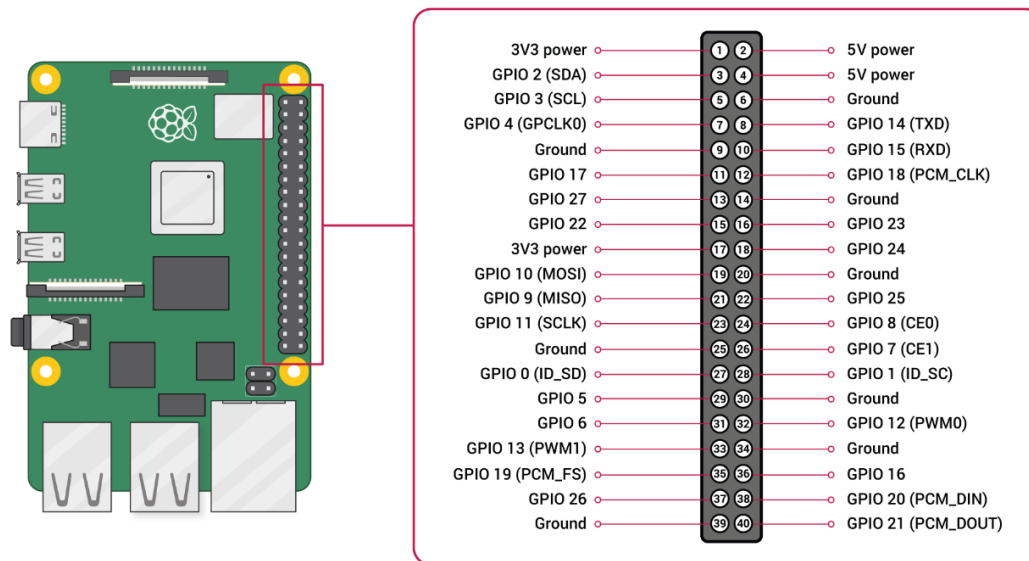 3V3 power 1 2 5V power
GPIO 2 (SDA) 3 4 5V power
GPIO 3 (SCL) 5 6 Ground
GPIO 4 (GPCLK0) 7 8 GPIO 14 (TXD)
Ground 9 10 GPIO 15 (RXD)
GPIO 17 11 12 GPIO 18 (PCM_CLK)
GPIO 27 13 14 Ground
GPIO 22 15 16 GPIO 23
3V3 power 17 18 GPIO 24
GPIO 10 (MOSI) 19 20 Ground
GPIO 9 (MISO) 21 22 GPIO 25
GPIO 11 (SCLK) 23 24 GPIO 8 (CE0)
Ground 25 26 GPIO 7 (CE1)
GPIO 0 (ID_SD) 27 28 GPIO 1 (ID_SC)
GPIO 5 29 30 Ground
GPIO 6 31 32 GPIO 12 (PWM0)
GPIO 13 (PWM1) 33 34 Ground
GPIO 19 (PCM_FS) 35 36 GPIO 16
GPIO 26 37 38 GPIO 20 (PCM_DIN)
Ground 39 40 GPIO 21 (PCM_DOUT)